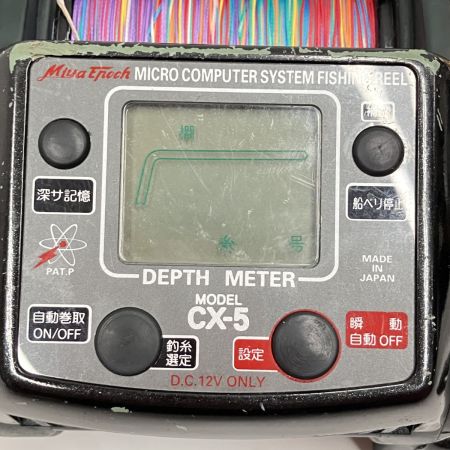 Miya Epoch MICRO COMPUTER SYSTEM FISHING REEL
棚
糸 号
深サ記憶
船ベリ停止
PAT.P
MADE
IN
JAPAN
DEPTH METER
MODEL
CX-5
自動巻取
ON/OFF
釣糸
選定
設定
瞬動
自動OFF
D.C.12V ONLY